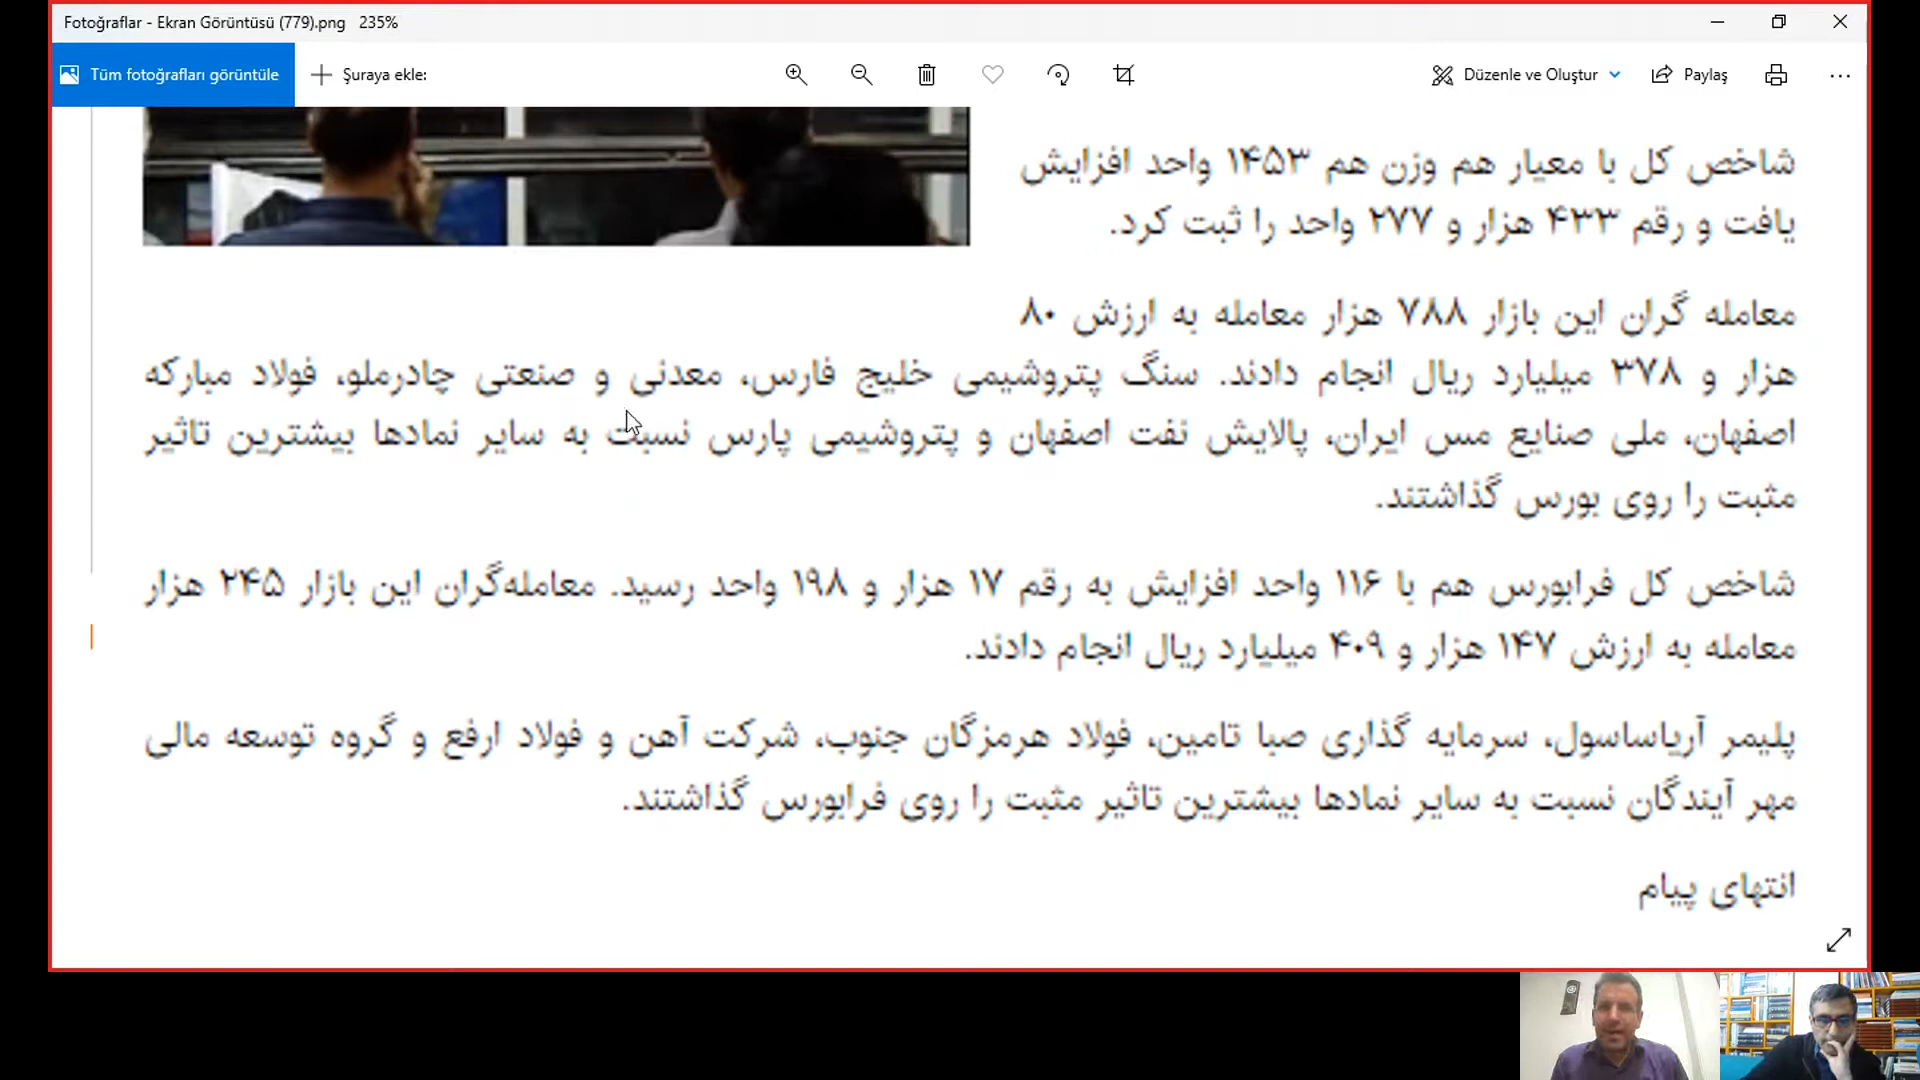 Fotoğraflar - Ekran Görüntüsü (779).png   235%
Tüm fotoğrafları görüntüle
Şuraya ekle:
Düzenle ve Oluştur
Paylaş
شاخص کل با معیار هم وزن هم ۱۴۵۳ واحد افزایش
یافت و رقم ۴۳۳ هزار و ۲۷۷ واحد را ثبت کرد.
معامله گران این بازار ۷۸۸ هزار معامله به ارزش ۸۰
هزار و ۳۷۸ میلیارد ریال انجام دادند. سنگ پتروشیمی خلیج فارس، معدنی و صنعتی چادرملو، فولاد مبارکه
اصفهان، ملی صنایع مس ایران، پالایش نفت اصفهان و پتروشیمی پارس نسبت به سایر نمادها بیشترین تاثیر
مثبت را روی بورس گذاشتند.
شاخص کل فرابورس هم با ۱۱۶ واحد افزایش به رقم ۱۷ هزار و ۱۹۸ واحد رسید. معامله‌گران این بازار ۲۴۵ هزار
معامله به ارزش ۱۴۷ هزار و ۴۰۹ میلیارد ریال انجام دادند.
پلیمر آریاساسول، سرمایه گذاری صبا تامین، فولاد هرمزگان جنوب، شرکت آهن و فولاد ارفع و گروه توسعه مالی
مهر آیندگان نسبت به سایر نمادها بیشترین تاثیر مثبت را روی فرابورس گذاشتند.
انتهای پیام